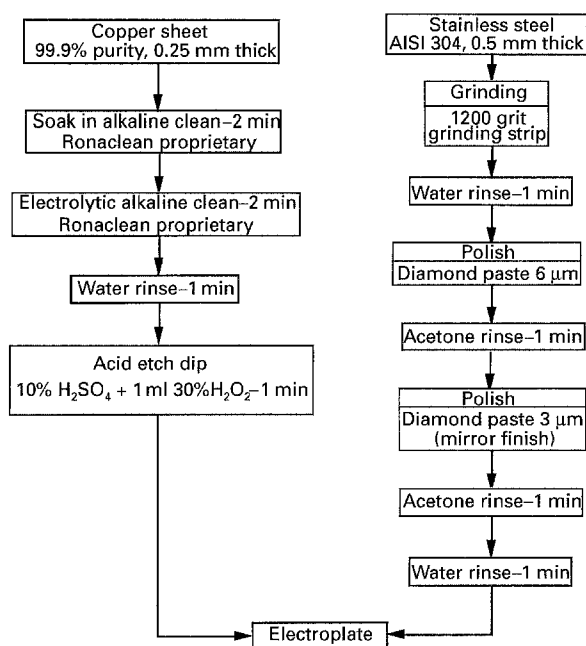 Copper sheet
99.9% purity, 0.25 mm thick
Soak in alkaline clean–2 min
Ronaclean proprietary
Electrolytic alkaline clean–2 min
Ronaclean proprietary
Water rinse–1 min
Acid etch dip
10% H₂SO₄ + 1 ml 30%H₂O₂–1 min
Stainless steel
AISI 304, 0.5 mm thick
Grinding
1200 grit
grinding strip
Water rinse–1 min
Polish
Diamond paste 6 μm
Acetone rinse–1 min
Polish
Diamond paste 3 μm
(mirror finish)
Acetone rinse–1 min
Water rinse–1 min
Electroplate